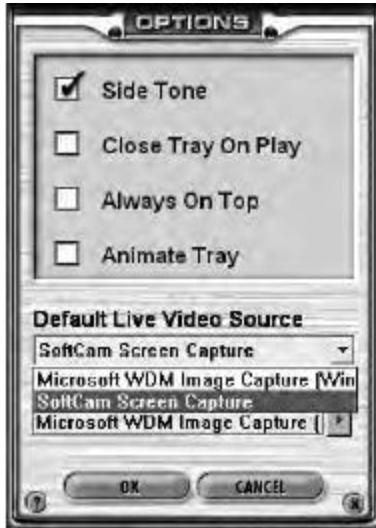 OPTIONS
Side Tone
Close Tray On Play
Always On Top
Animate Tray
Default Live Video Source
SoftCam Screen Capture
Microsoft WDM Image Capture (Win
SoftCam Screen Capture
Microsoft WDM Image Capture (
OK CANCEL
?